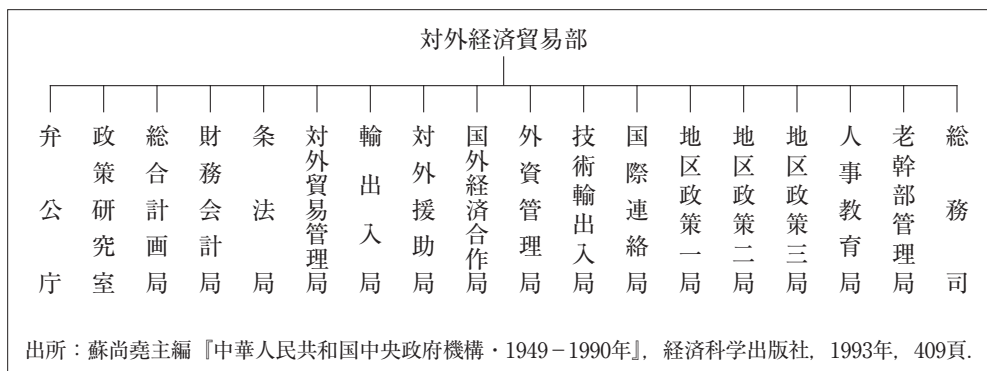 対外経済貿易部
弁公庁
政策研究室
総合計画局
財務会計局
条法局
対外貿易管理局
輸出入局
対外援助局
国外経済合作局
外資管理局
技術輸出入局
国際連絡局
地区政策一局
地区政策二局
地区政策三局
人事教育局
老幹部管理局
総務司
出所：蘇尚堯主編『中華人民共和国中央政府機構・1949－1990年』，経済科学出版社，1993年，409頁．